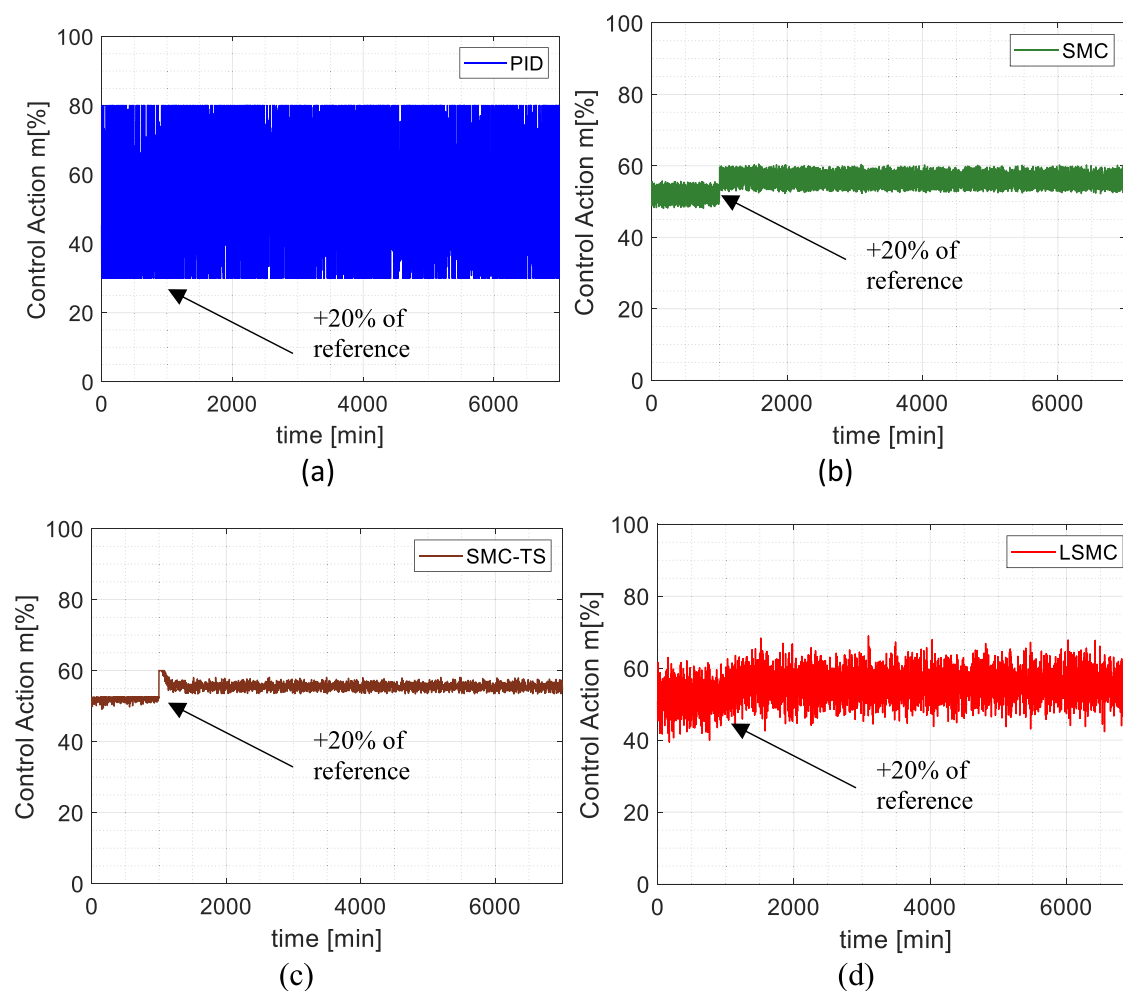 100
80
60
40
20
0
Control Action m[%]
PID
+20% of
reference
0
2000
4000
6000
time [min]
(a)
100
80
60
40
20
0
Control Action m[%]
SMC
+20% of
reference
0
2000
4000
6000
time [min]
(b)
100
80
60
40
20
0
Control Action m[%]
SMC-TS
+20% of
reference
0
2000
4000
6000
time [min]
(c)
100
80
60
40
20
0
Control Action m[%]
LSMC
+20% of
reference
0
2000
4000
6000
time [min]
(d)